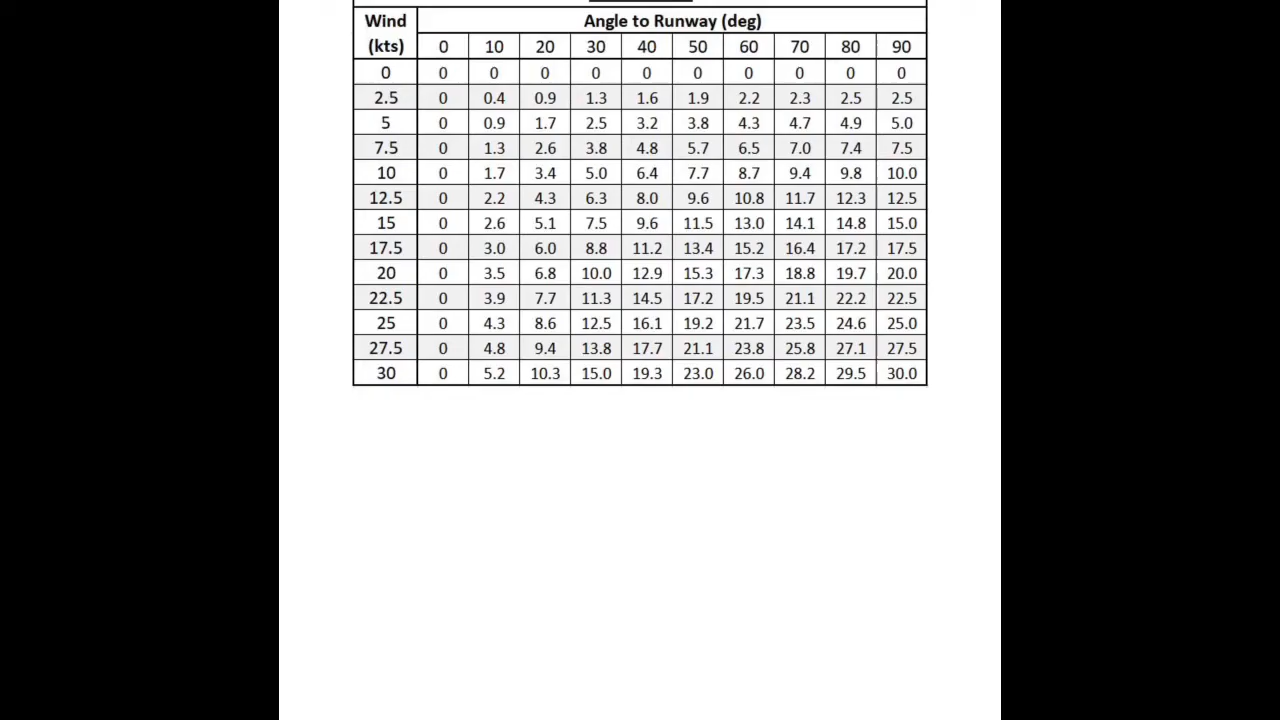 Wind Angle to Runway (deg)
(kts) 0 10 20 30 40 50 60 70 80 90
0 0 0 0 0 0 0 0 0 0 0
2.5 0 0.4 0.9 1.3 1.6 1.9 2.2 2.3 2.5 2.5
5 0 0.9 1.7 2.5 3.2 3.8 4.3 4.7 4.9 5.0
7.5 0 1.3 2.6 3.8 4.8 5.7 6.5 7.0 7.4 7.5
10 0 1.7 3.4 5.0 6.4 7.7 8.7 9.4 9.8 10.0
12.5 0 2.2 4.3 6.3 8.0 9.6 10.8 11.7 12.3 12.5
15 0 2.6 5.1 7.5 9.6 11.5 13.0 14.1 14.8 15.0
17.5 0 3.0 6.0 8.8 11.2 13.4 15.2 16.4 17.2 17.5
20 0 3.5 6.8 10.0 12.9 15.3 17.3 18.8 19.7 20.0
22.5 0 3.9 7.7 11.3 14.5 17.2 19.5 21.1 22.2 22.5
25 0 4.3 8.6 12.5 16.1 19.2 21.7 23.5 24.6 25.0
27.5 0 4.8 9.4 13.8 17.7 21.1 23.8 25.8 27.1 27.5
30 0 5.2 10.3 15.0 19.3 23.0 26.0 28.2 29.5 30.0